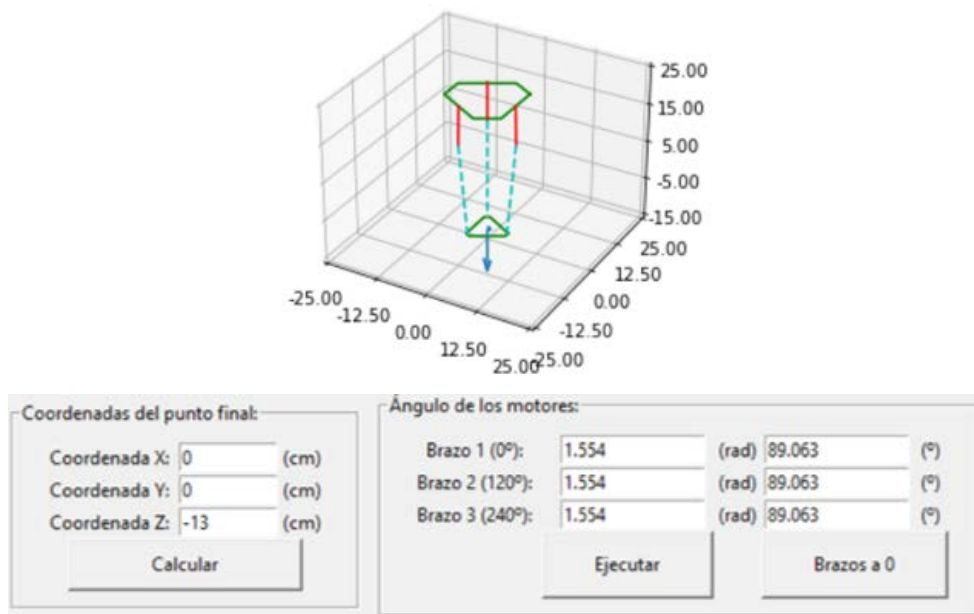 25.00
15.00
5.00
-5.00
-15.00
25.00
12.50
0.00
-12.50
-25.00
-25.00
-12.50
0.00
12.50
25.00
Coordenadas del punto final:
Coordenada X: 0 (cm)
Coordenada Y: 0 (cm)
Coordenada Z: -13 (cm)
Calcular
Ángulo de los motores:
Brazo 1 (0º): 1.554 (rad) 89.063 (º)
Brazo 2 (120º): 1.554 (rad) 89.063 (º)
Brazo 3 (240º): 1.554 (rad) 89.063 (º)
Ejecutar Brazos a 0